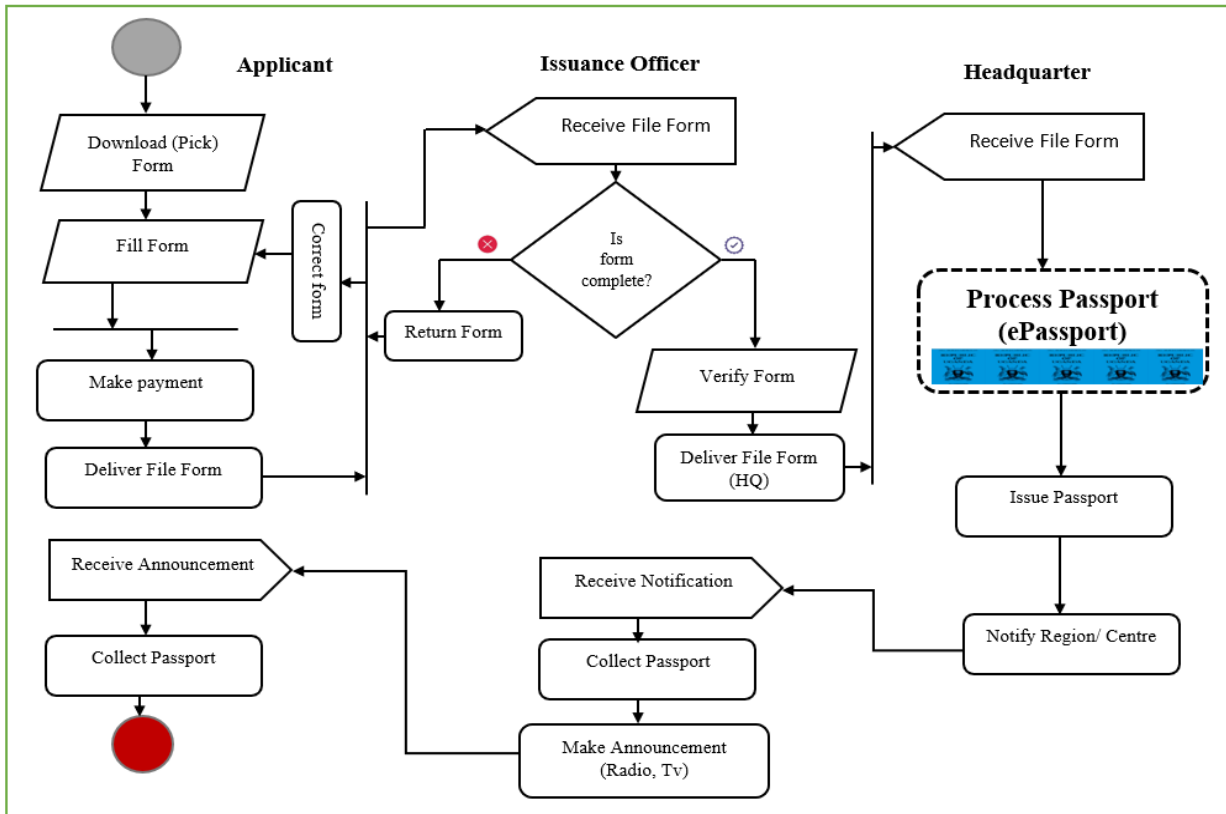 Applicant
Issuance Officer
Headquarter
Download (Pick)
Form
Fill Form
Correct form
Make payment
Deliver File Form
Receive File Form
Is
form
complete?
Return Form
Verify Form
Deliver File Form
(HQ)
Receive File Form
Process Passport
(ePassport)
Issue Passport
Notify Region/ Centre
Receive Notification
Collect Passport
Make Announcement
(Radio, Tv)
Receive Announcement
Collect Passport